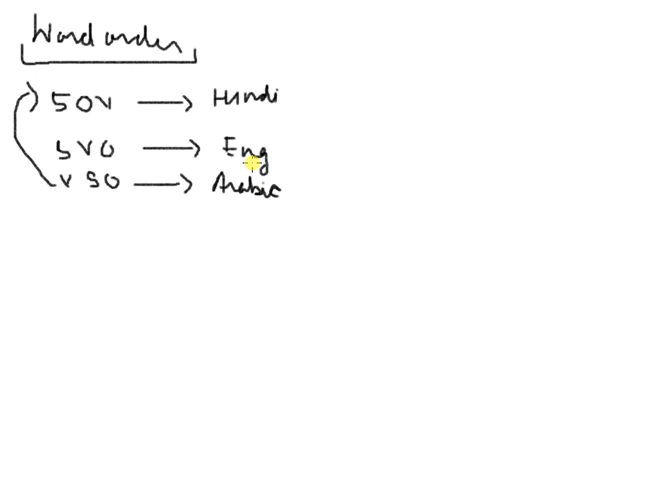 Word order
SOV → Hindi
SVO → Eng
VSO → Arabic